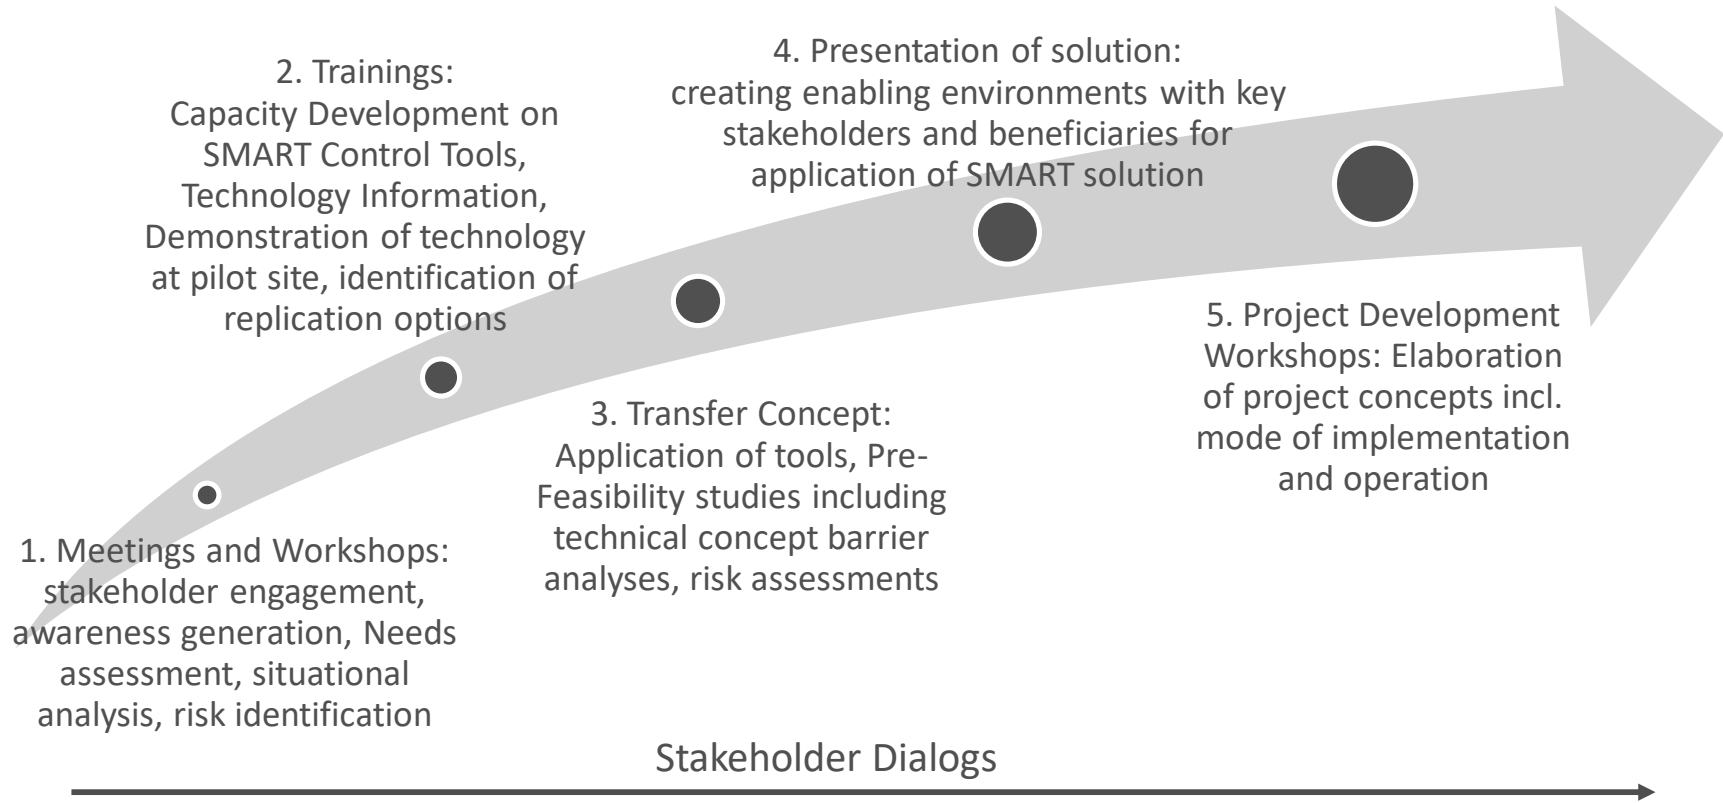 1. Meetings and Workshops:
stakeholder engagement,
awareness generation, Needs
assessment, situational
analysis, risk identification
2. Trainings:
Capacity Development on
SMART Control Tools,
Technology Information,
Demonstration of technology
at pilot site, identification of
replication options
3. Transfer Concept:
Application of tools, Pre-
Feasibility studies including
technical concept barrier
analyses, risk assessments
4. Presentation of solution:
creating enabling environments with key
stakeholders and beneficiaries for
application of SMART solution
5. Project Development
Workshops: Elaboration
of project concepts incl.
mode of implementation
and operation
Stakeholder Dialogs